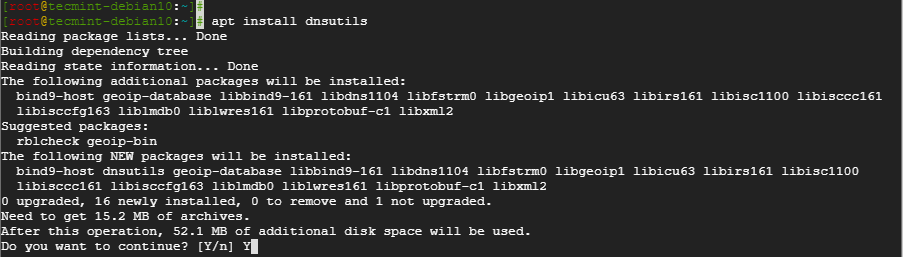 [root@tecmint-debian10:~]#
[root@tecmint-debian10:~]# apt install dnsutils
Reading package lists... Done
Building dependency tree
Reading state information... Done
The following additional packages will be installed:
  bind9-host geoip-database libbind9-161 libdns1104 libfstrm0 libgeoip1 libicu63 libirs161 libisc1100 libisccc161
  libisccfg163 liblmdb0 liblwres161 libprotobuf-c1 libxml2
Suggested packages:
  rblcheck geoip-bin
The following NEW packages will be installed:
  bind9-host dnsutils geoip-database libbind9-161 libdns1104 libfstrm0 libgeoip1 libicu63 libirs161 libisc1100
  libisccc161 libisccfg163 liblmdb0 liblwres161 libprotobuf-c1 libxml2
0 upgraded, 16 newly installed, 0 to remove and 1 not upgraded.
Need to get 15.2 MB of archives.
After this operation, 52.1 MB of additional disk space will be used.
Do you want to continue? [Y/n] Y